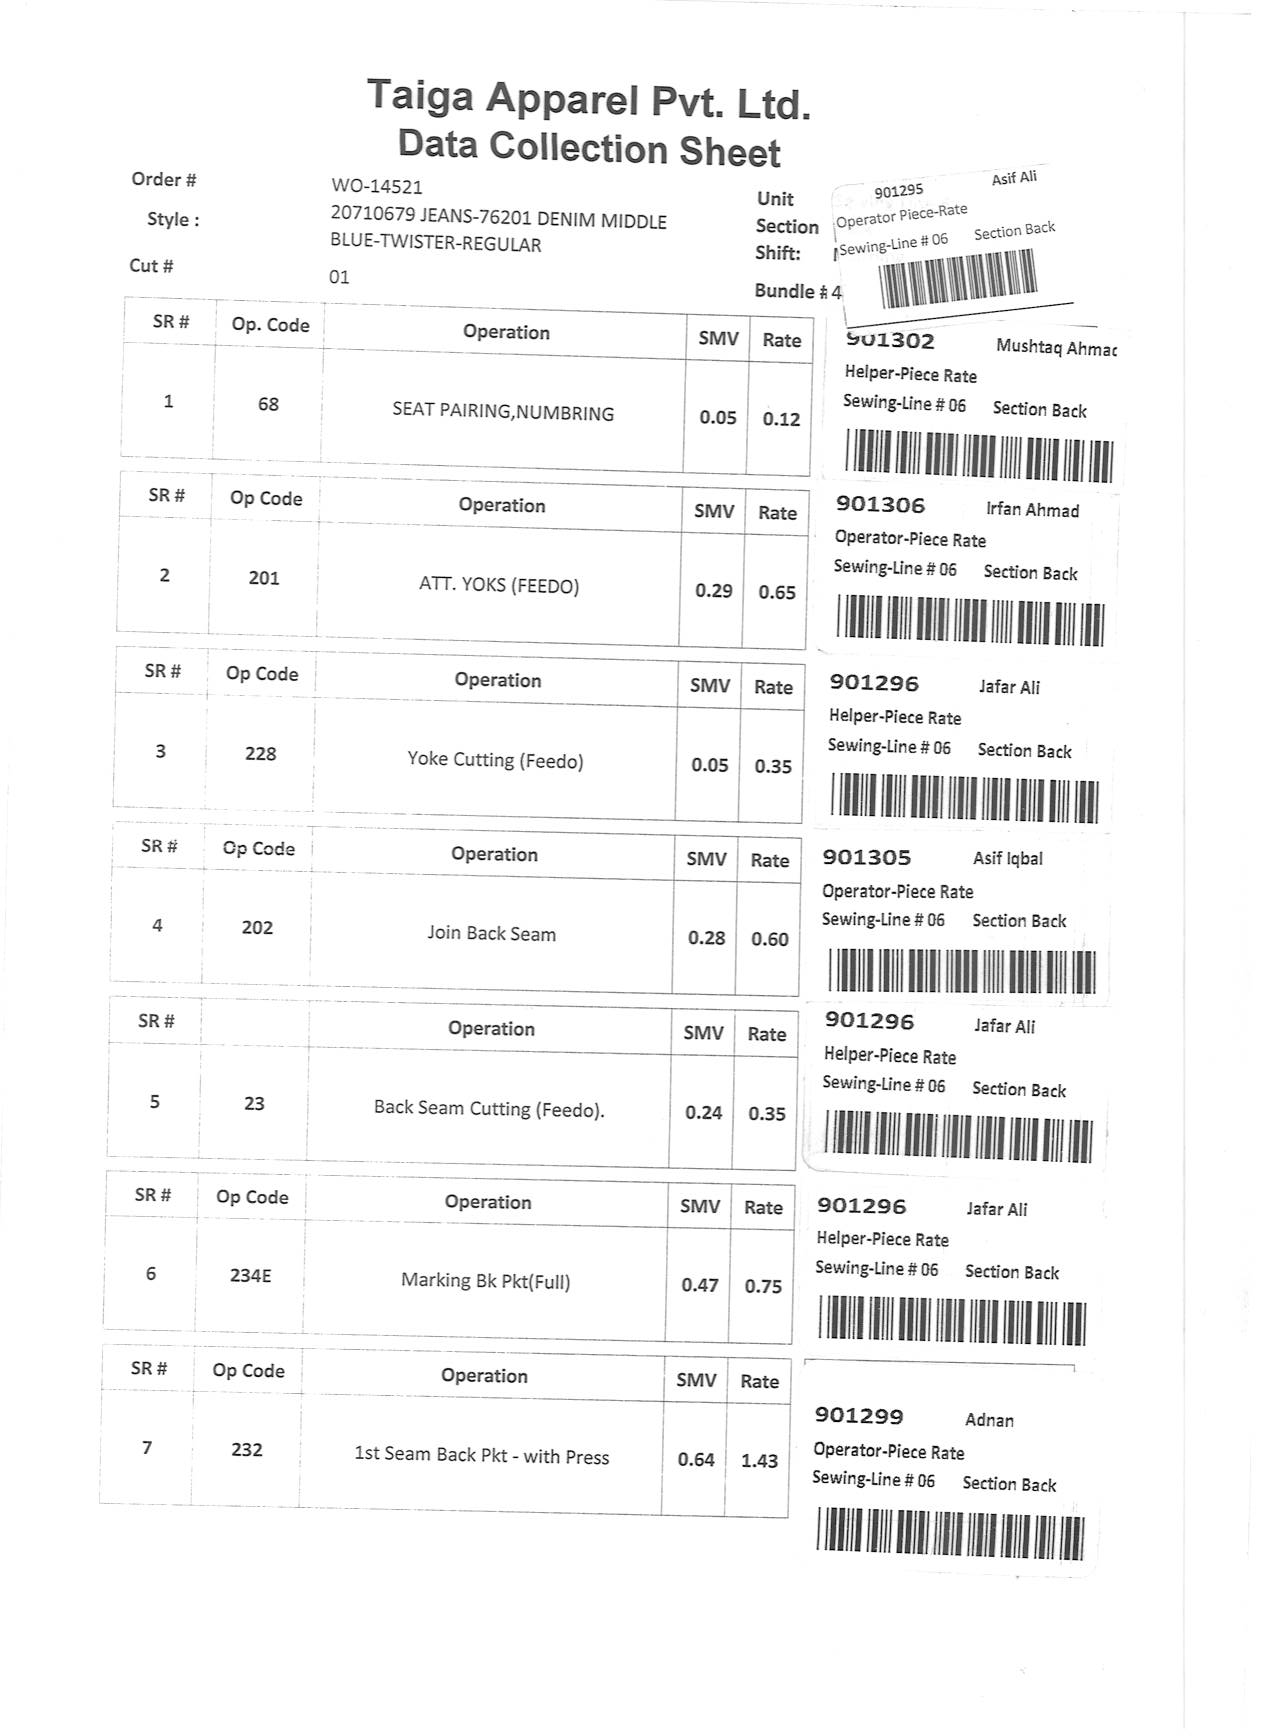 Taiga Apparel Pvt. Ltd.
Data Collection Sheet
Order # WO-14521
Style : 20710679 JEANS-76201 DENIM MIDDLE
BLUE-TWISTER-REGULAR
Cut # 01
Unit
Section
Shift:
Bundle # 4
901295 Asif Ali
Operator Piece-Rate
Sewing-Line # 06 Section Back
SR # Op. Code Operation SMV Rate
1 68 SEAT PAIRING,NUMBRING 0.05 0.12
901302 Mushtaq Ahmad
Helper-Piece Rate
Sewing-Line # 06 Section Back
SR # Op Code Operation SMV Rate
2 201 ATT. YOKS (FEEDO) 0.29 0.65
901306 Irfan Ahmad
Operator-Piece Rate
Sewing-Line # 06 Section Back
SR # Op Code Operation SMV Rate
3 228 Yoke Cutting (Feedo) 0.05 0.35
901296 Jafar Ali
Helper-Piece Rate
Sewing-Line # 06 Section Back
SR # Op Code Operation SMV Rate
4 202 Join Back Seam 0.28 0.60
901305 Asif Iqbal
Operator-Piece Rate
Sewing-Line # 06 Section Back
SR # Operation SMV Rate
5 23 Back Seam Cutting (Feedo). 0.24 0.35
901296 Jafar Ali
Helper-Piece Rate
Sewing-Line # 06 Section Back
SR # Op Code Operation SMV Rate
6 234E Marking Bk Pkt(Full) 0.47 0.75
901296 Jafar Ali
Helper-Piece Rate
Sewing-Line # 06 Section Back
SR # Op Code Operation SMV Rate
7 232 1st Seam Back Pkt - with Press 0.64 1.43
901299 Adnan
Operator-Piece Rate
Sewing-Line # 06 Section Back